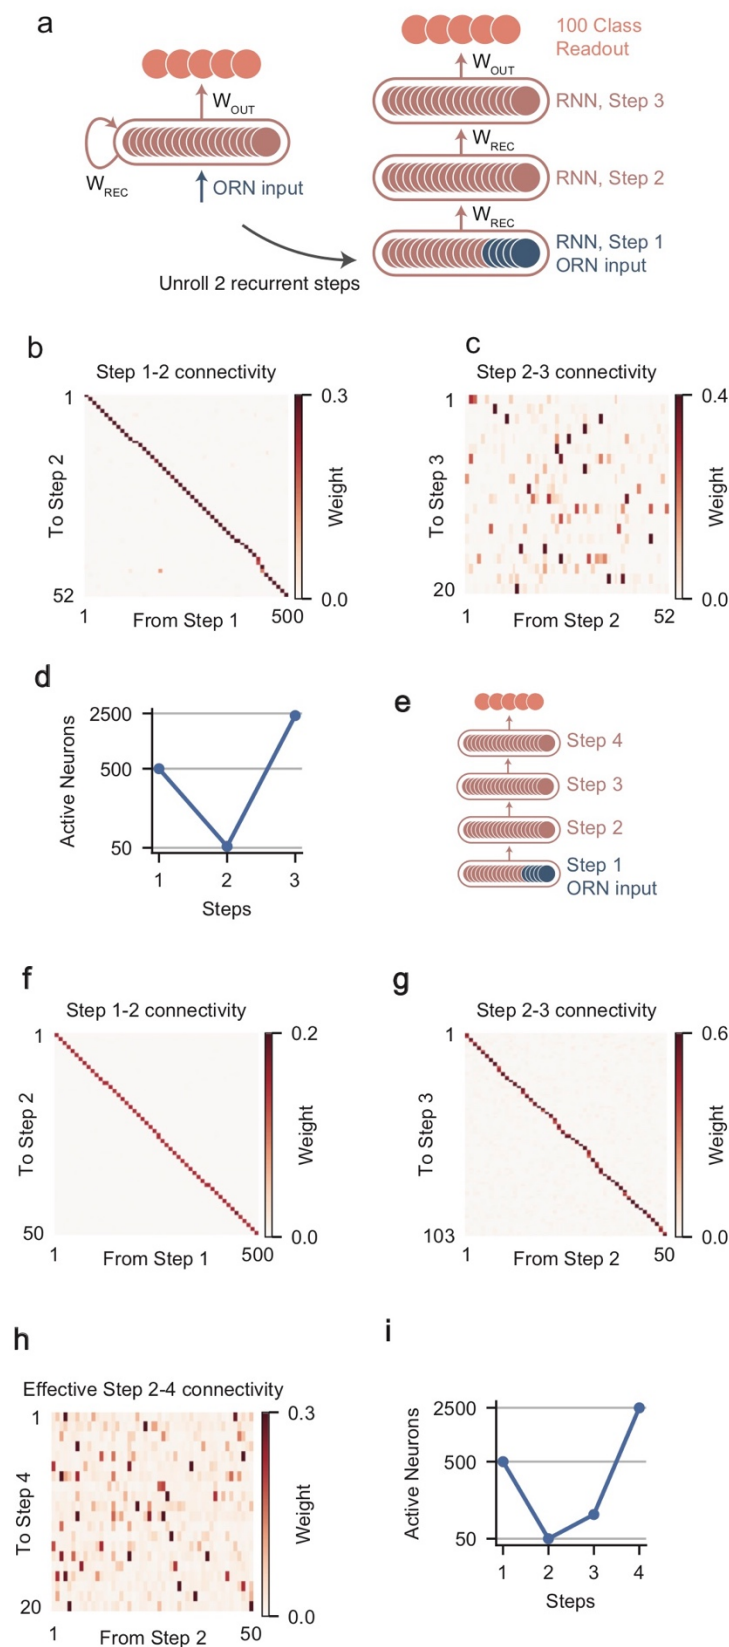 a
100 Class
Readout
W_OUT
RNN, Step 3
W_OUT
W_REC
RNN, Step 2
W_REC
ORN input
W_REC
RNN, Step 1
ORN input
Unroll 2 recurrent steps
b
Step 1-2 connectivity
1
To Step 2
52
1
From Step 1
500
0.3
Weight
0.0
c
Step 2-3 connectivity
1
To Step 3
20
1
From Step 2
52
0.4
Weight
0.0
d
2500
500
50
Active Neurons
1
2
3
Steps
e
Step 4
Step 3
Step 2
Step 1
ORN input
f
Step 1-2 connectivity
1
To Step 2
50
1
From Step 1
500
0.2
Weight
0.0
g
Step 2-3 connectivity
1
To Step 3
103
1
From Step 2
50
0.6
Weight
0.0
h
Effective Step 2-4 connectivity
1
To Step 4
20
1
From Step 2
50
0.3
Weight
0.0
i
2500
500
50
Active Neurons
1
2
3
4
Steps